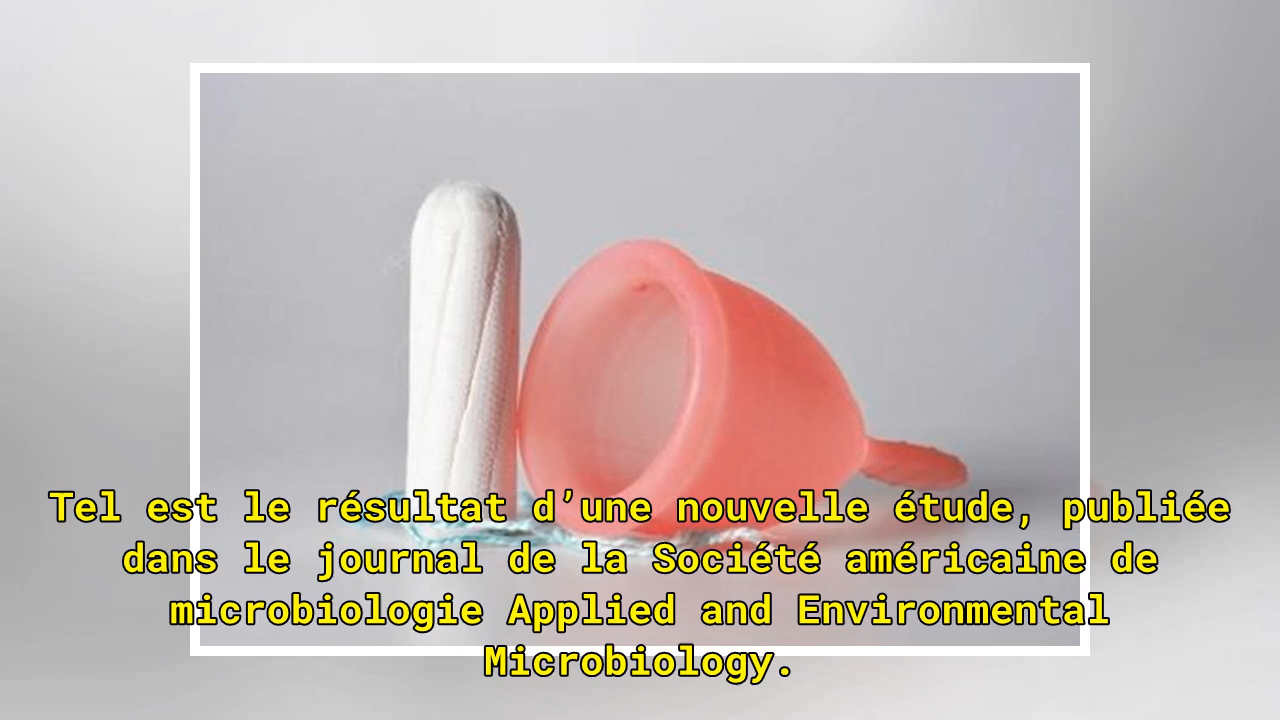 Tel est le résultat d’une nouvelle étude, publiée
dans le journal de la Société américaine de
microbiologie Applied and Environmental
Microbiology.